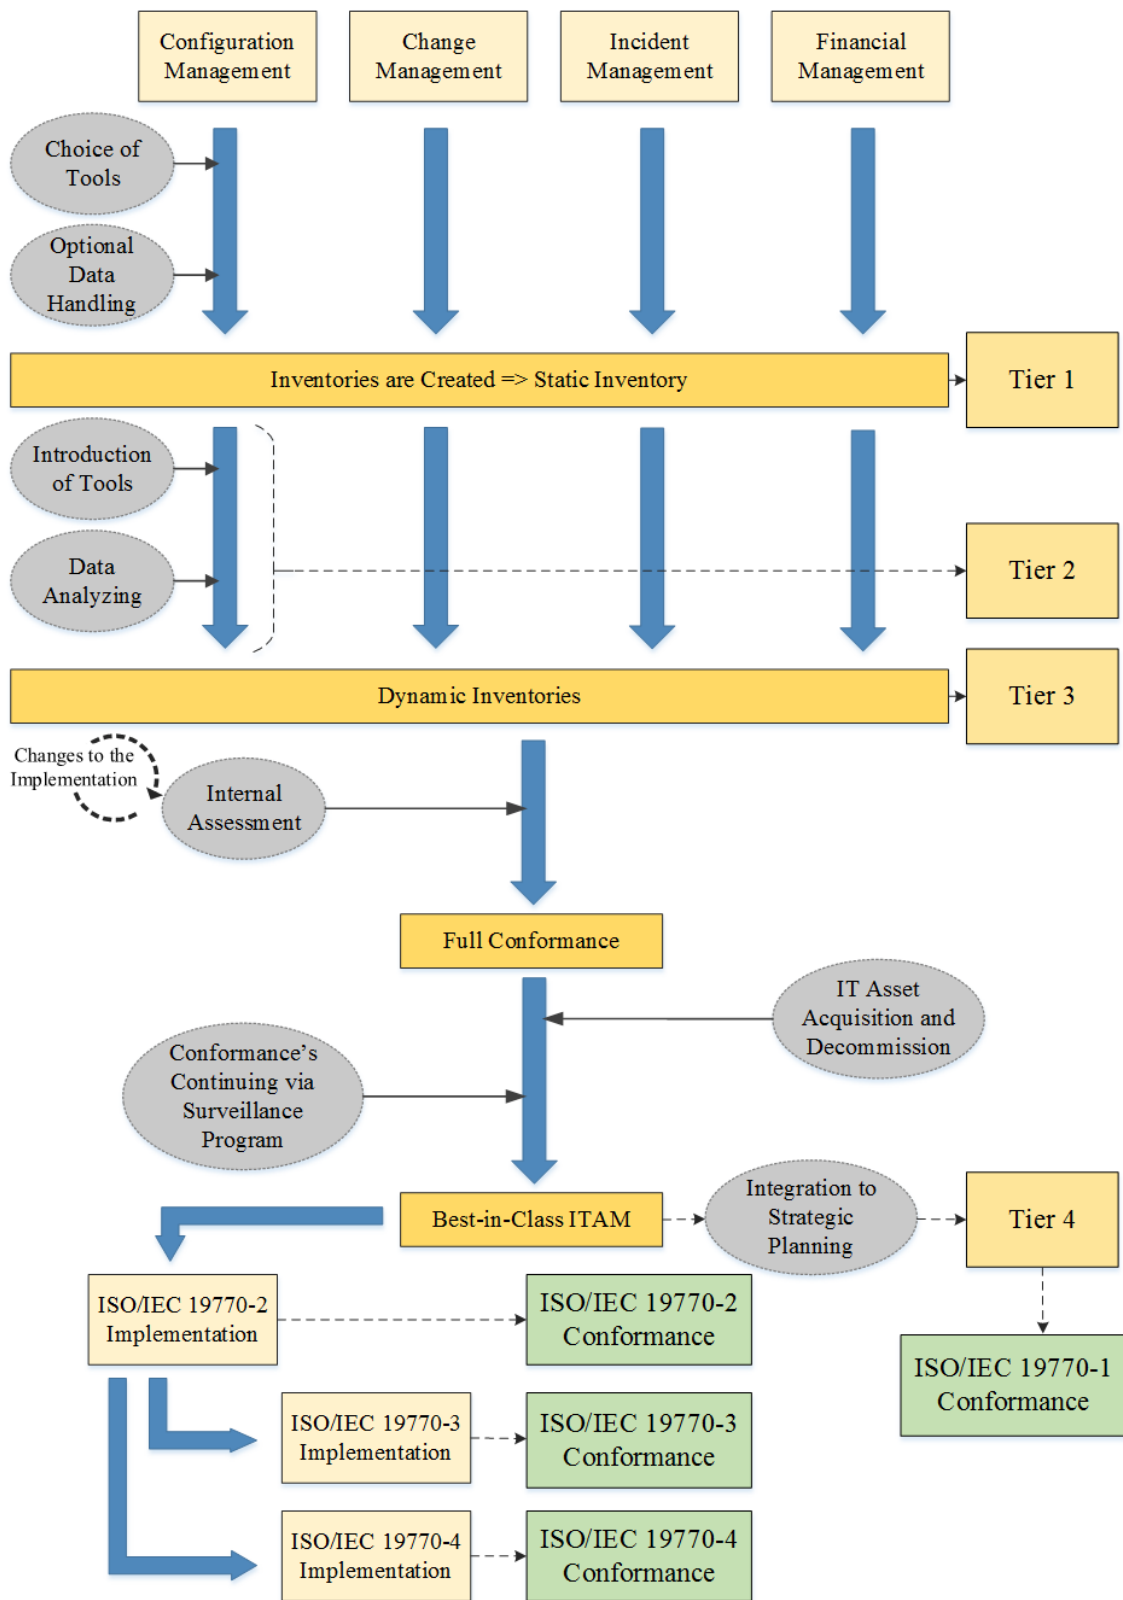 Configuration
Management
Change
Management
Incident
Management
Financial
Management
Choice of
Tools
Optional
Data
Handling
Inventories are Created => Static Inventory
Tier 1
Introduction
of Tools
Data
Analyzing
Tier 2
Dynamic Inventories
Tier 3
Changes to the
Implementation
Internal
Assessment
Full Conformance
IT Asset
Acquisition and
Decommission
Conformance's
Continuing via
Surveillance
Program
Best-in-Class ITAM
Integration to
Strategic
Planning
Tier 4
ISO/IEC 19770-2
Implementation
ISO/IEC 19770-2
Conformance
ISO/IEC 19770-1
Conformance
ISO/IEC 19770-3
Implementation
ISO/IEC 19770-3
Conformance
ISO/IEC 19770-4
Implementation
ISO/IEC 19770-4
Conformance